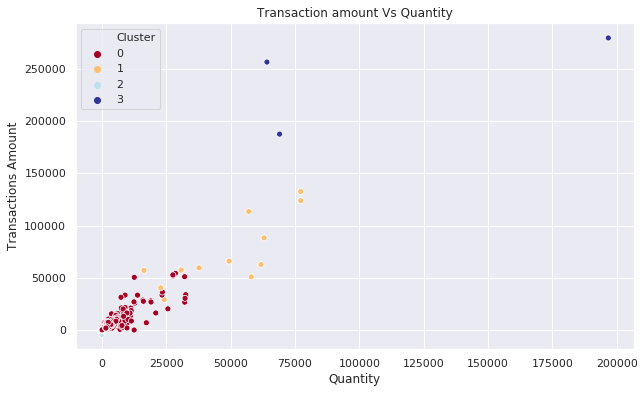 Transaction amount Vs Quantity
Cluster
0
1
2
3
Transactions Amount
250000
200000
150000
100000
50000
0
0 25000 50000 75000 100000 125000 150000 175000 200000
Quantity